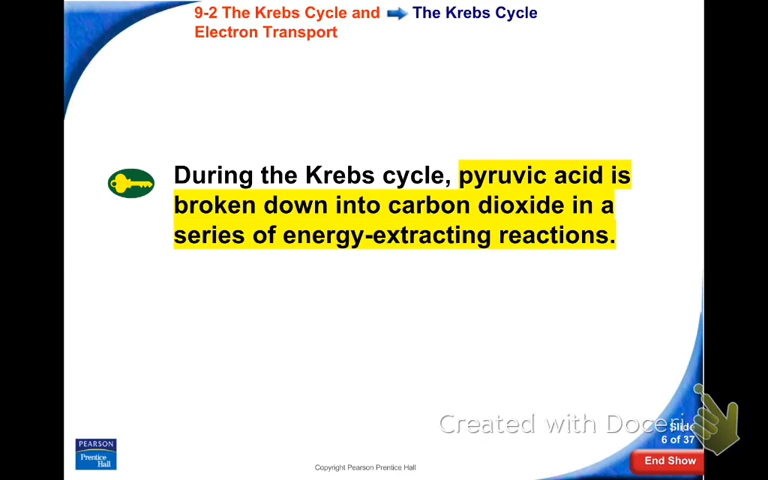 9-2 The Krebs Cycle and
Electron Transport
The Krebs Cycle
During the Krebs cycle, pyruvic acid is
broken down into carbon dioxide in a
series of energy-extracting reactions.
Created with Doceri
Slide
6 of 37
End Show
PEARSON
Prentice
Hall
Copyright Pearson Prentice Hall